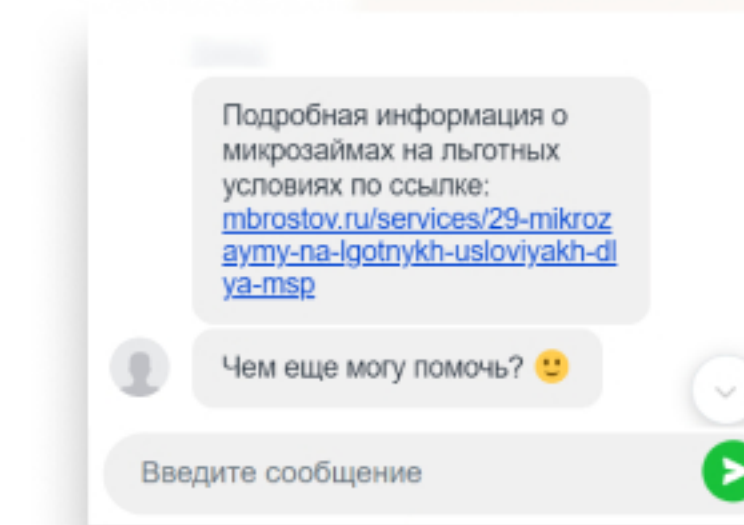 Подробная информация о
микрозаймах на льготных
условиях по ссылке:
mbrostov.ru/services/29-mikroz
aymy-na-lgotnykh-usloviyakh-dl
ya-msp
Чем еще могу помочь? 🙂
Введите сообщение